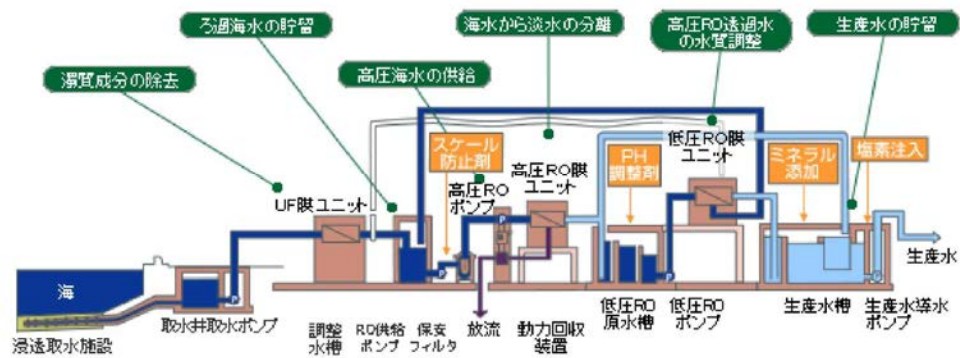 ろ過海水の貯留
海水から淡水の分離
高圧RO透過水
の水質調整
生産水の貯留
濁質成分の除去
高圧海水の供給
スケール
防止剤
高圧RO
ポンプ
高圧RO膜
ユニット
PH
調整剤
低圧RO膜
ユニット
ミネラル
添加
塩素注入
UF膜ユニット
P
P
P
P
P
P
生産水
海
取水井取水ポンプ
浸透取水施設
調整
水槽
RO供給
ポンプ
保安
フィルタ
放流
動力回収
装置
低圧RO
原水槽
低圧RO
ポンプ
生産水槽
生産水導水
ポンプ